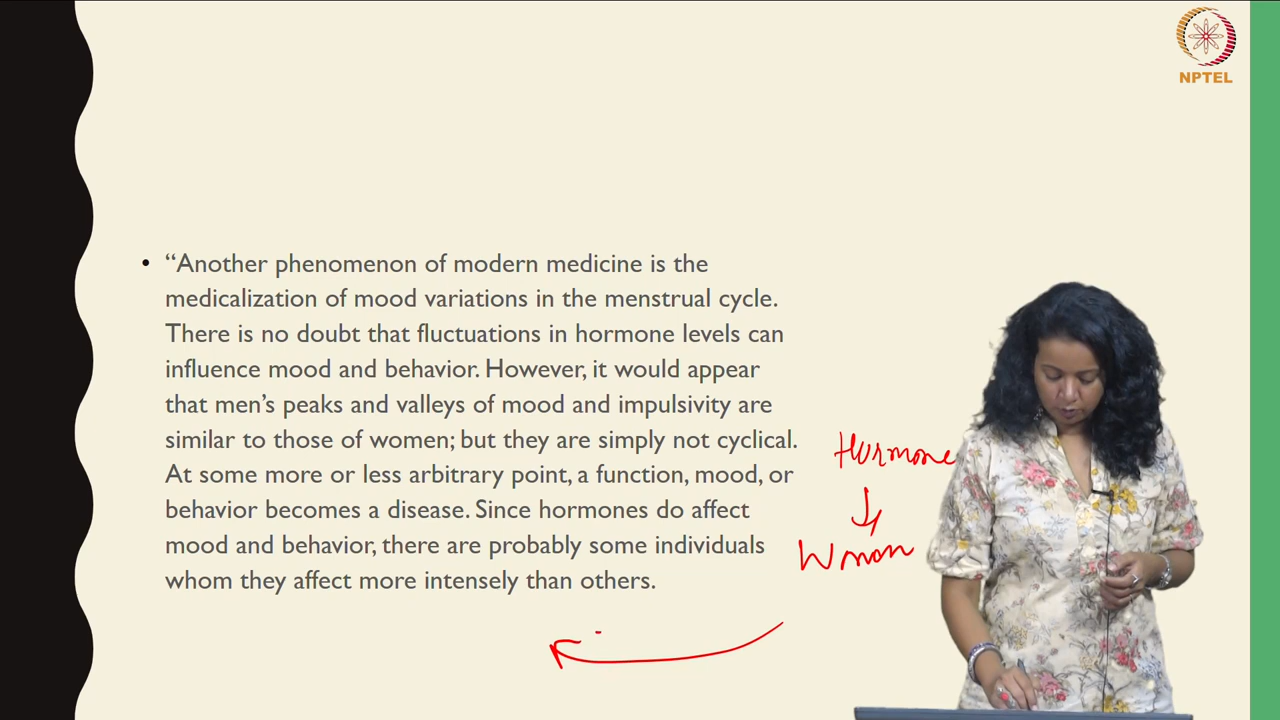 NPTEL
• “Another phenomenon of modern medicine is the
medicalization of mood variations in the menstrual cycle.
There is no doubt that fluctuations in hormone levels can
influence mood and behavior. However, it would appear
that men’s peaks and valleys of mood and impulsivity are
similar to those of women; but they are simply not cyclical.
At some more or less arbitrary point, a function, mood, or
behavior becomes a disease. Since hormones do affect
mood and behavior, there are probably some individuals
whom they affect more intensely than others.
Hormone
Woman